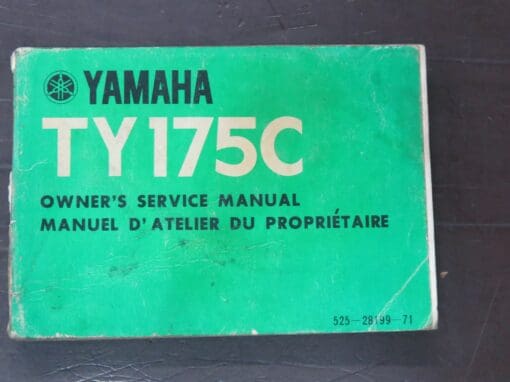 YAMAHA
TY175C
OWNER'S SERVICE MANUAL
MANUEL D'ATELIER DU PROPRIÉTAIRE
525-28199-71